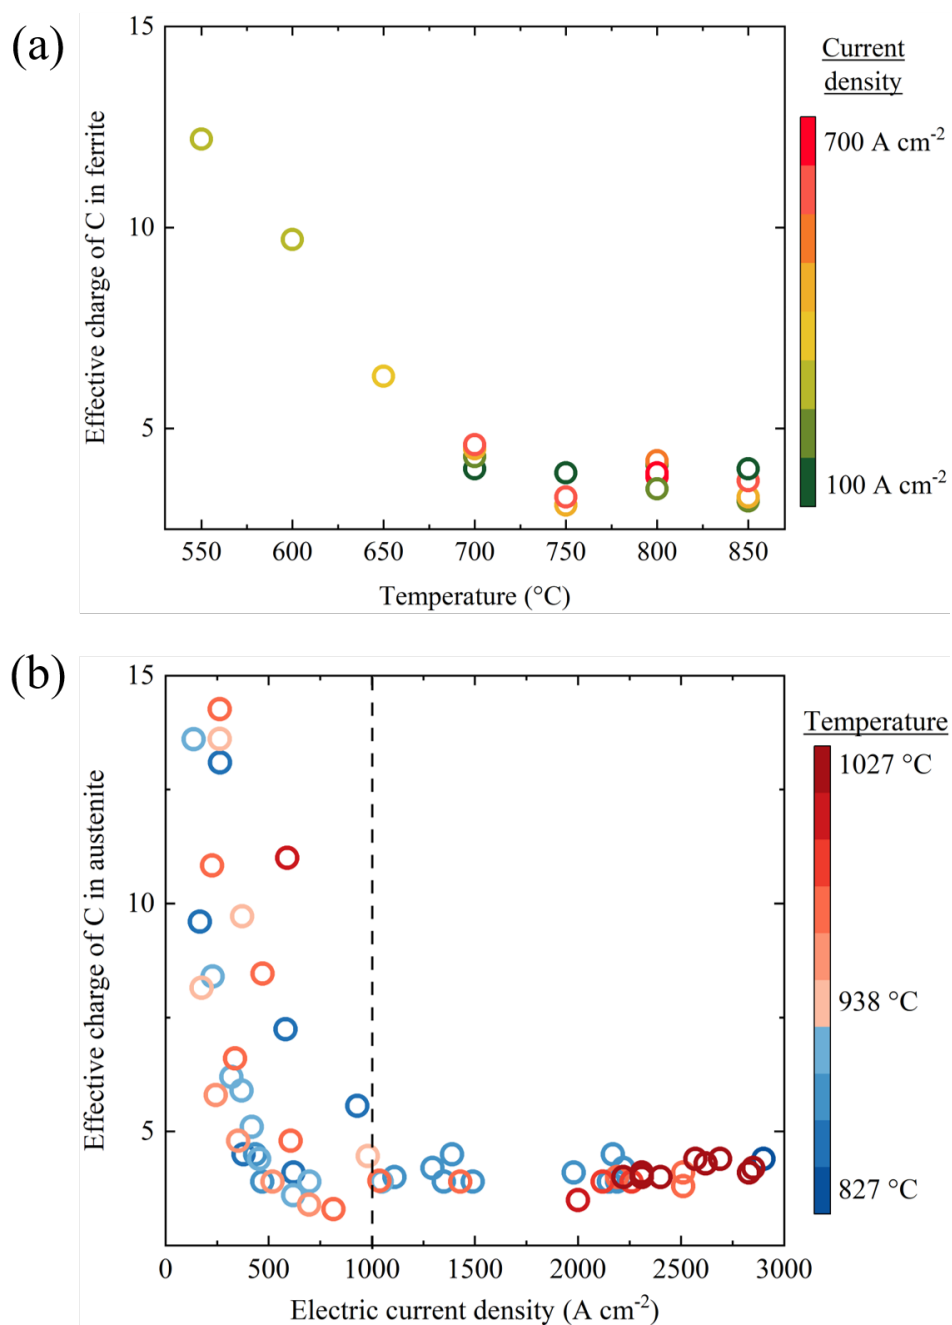 (a)
15
10
5
Effective charge of C in ferrite
550 600 650 700 750 800 850
Temperature (°C)
Current
density
700 A cm-2
100 A cm-2
(b)
15
10
5
Effective charge of C in austenite
0 500 1000 1500 2000 2500 3000
Electric current density (A cm-2)
Temperature
1027 °C
938 °C
827 °C